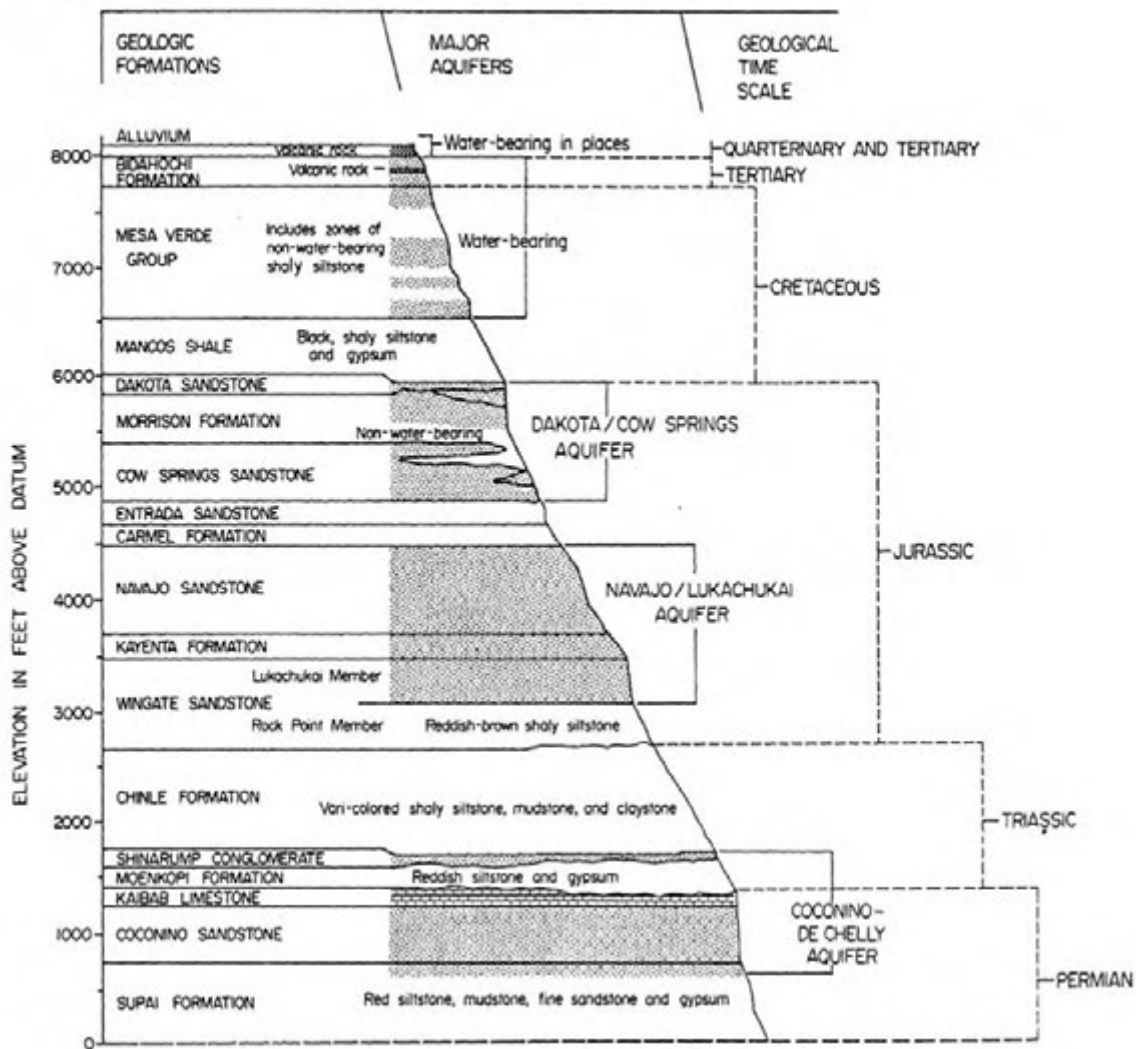 GEOLOGIC
FORMATIONS
MAJOR
AQUIFERS
GEOLOGICAL
TIME
SCALE
ALLUVIUM
Water-bearing in places
8000
Volcanic rock
QUARTERNARY AND TERTIARY
BIDAHOCHI
FORMATION
Volcanic rock
TERTIARY
MESA VERDE
GROUP
Includes zones of
non-water-bearing
shaly siltstone
Water-bearing
7000
CRETACEOUS
MANCOS SHALE
Black, shaly siltstone
and gypsum
6000
DAKOTA SANDSTONE
MORRISON FORMATION
Non-water-bearing
DAKOTA/COW SPRINGS
AQUIFER
COW SPRINGS SANDSTONE
5000
ENTRADA SANDSTONE
CARMEL FORMATION
JURASSIC
NAVAJO SANDSTONE
NAVAJO/LUKACHUKAI
AQUIFER
4000
KAYENTA FORMATION
Lukachukai Member
WINGATE SANDSTONE
3000
Rock Point Member
Reddish-brown shaly siltstone
CHINLE FORMATION
Vari-colored shaly siltstone, mudstone, and claystone
2000
TRIASSIC
SHINARUMP CONGLOMERATE
MOENKOPI FORMATION
Reddish siltstone and gypsum
KAIBAB LIMESTONE
COCONINO SANDSTONE
1000
COCONINO-
DE CHELLY
AQUIFER
PERMIAN
SUPAI FORMATION
Red siltstone, mudstone, fine sandstone and gypsum
0
ELEVATION IN FEET ABOVE DATUM